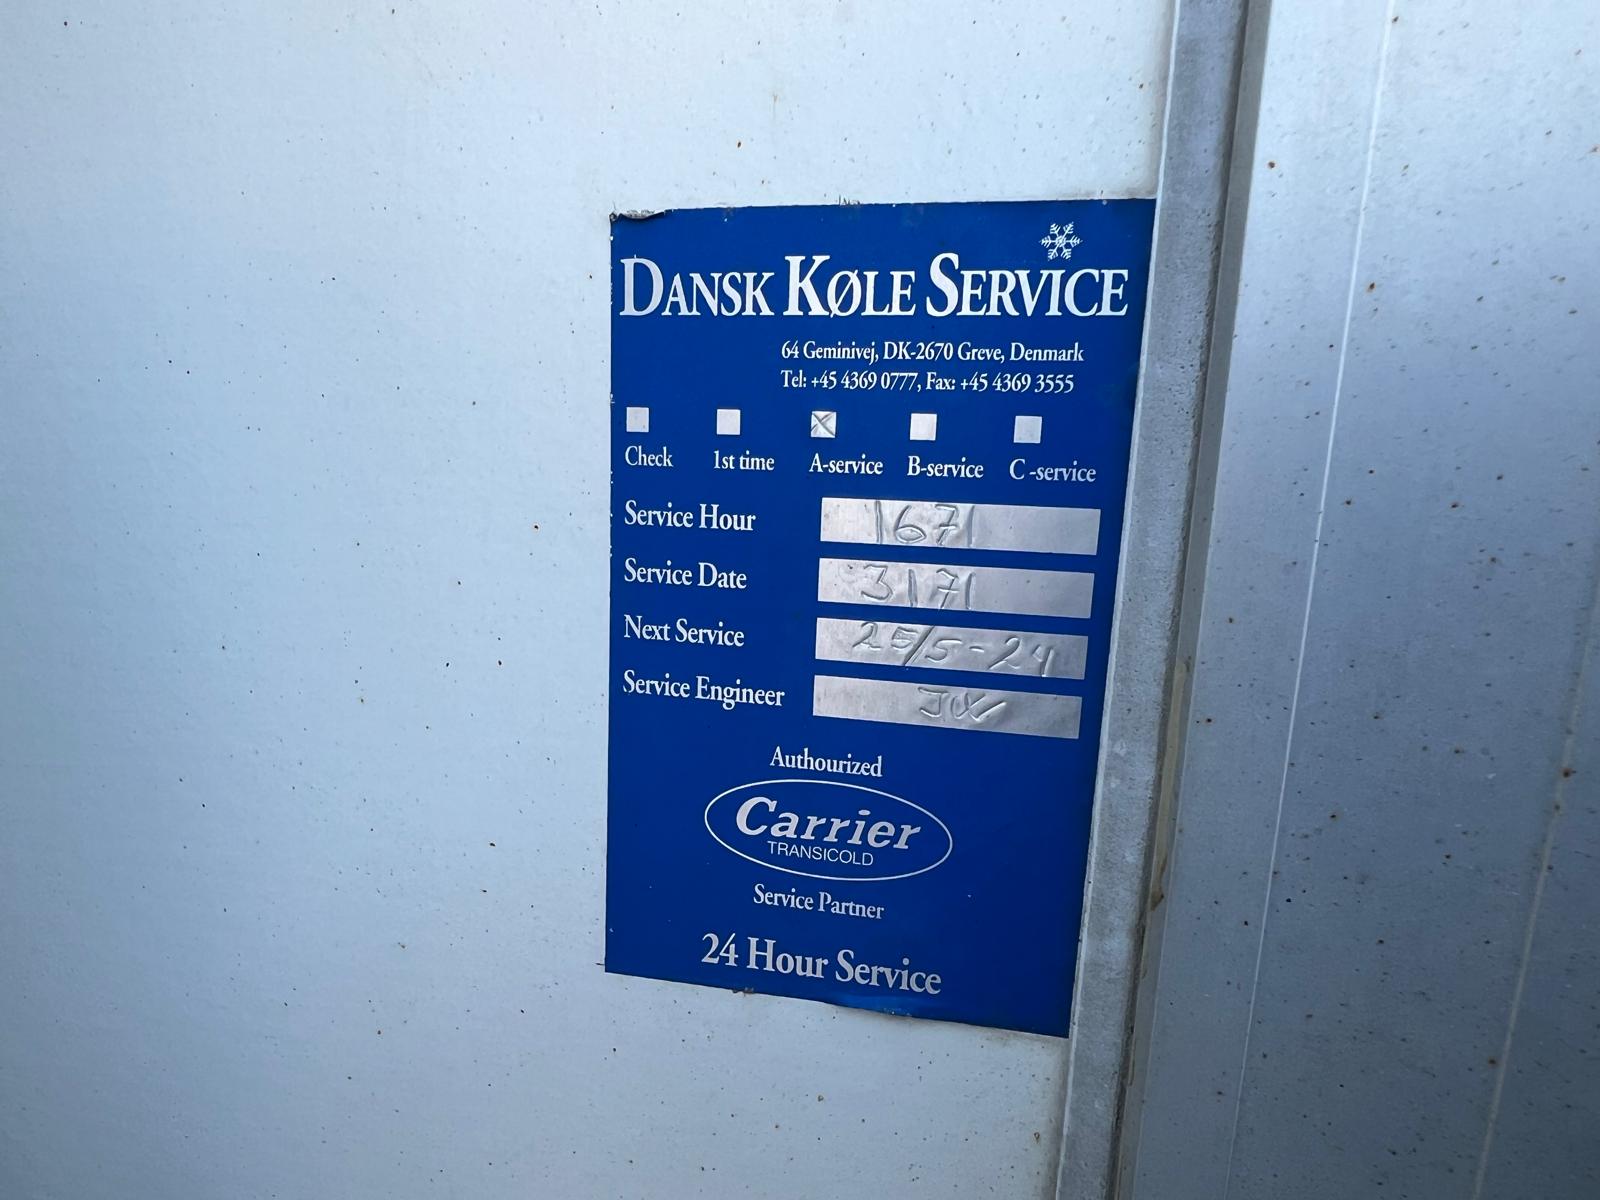 DANSK KØLE SERVICE
64 Geminivej, DK-2670 Greve, Denmark
Tel: +45 4369 0777, Fax: +45 4369 3555
Check 1st time A-service B-service C-service
Service Hour 1671
Service Date 3171
Next Service 25/5-24
Service Engineer
Authourized
Carrier
TRANSICOLD
Service Partner
24 Hour Service